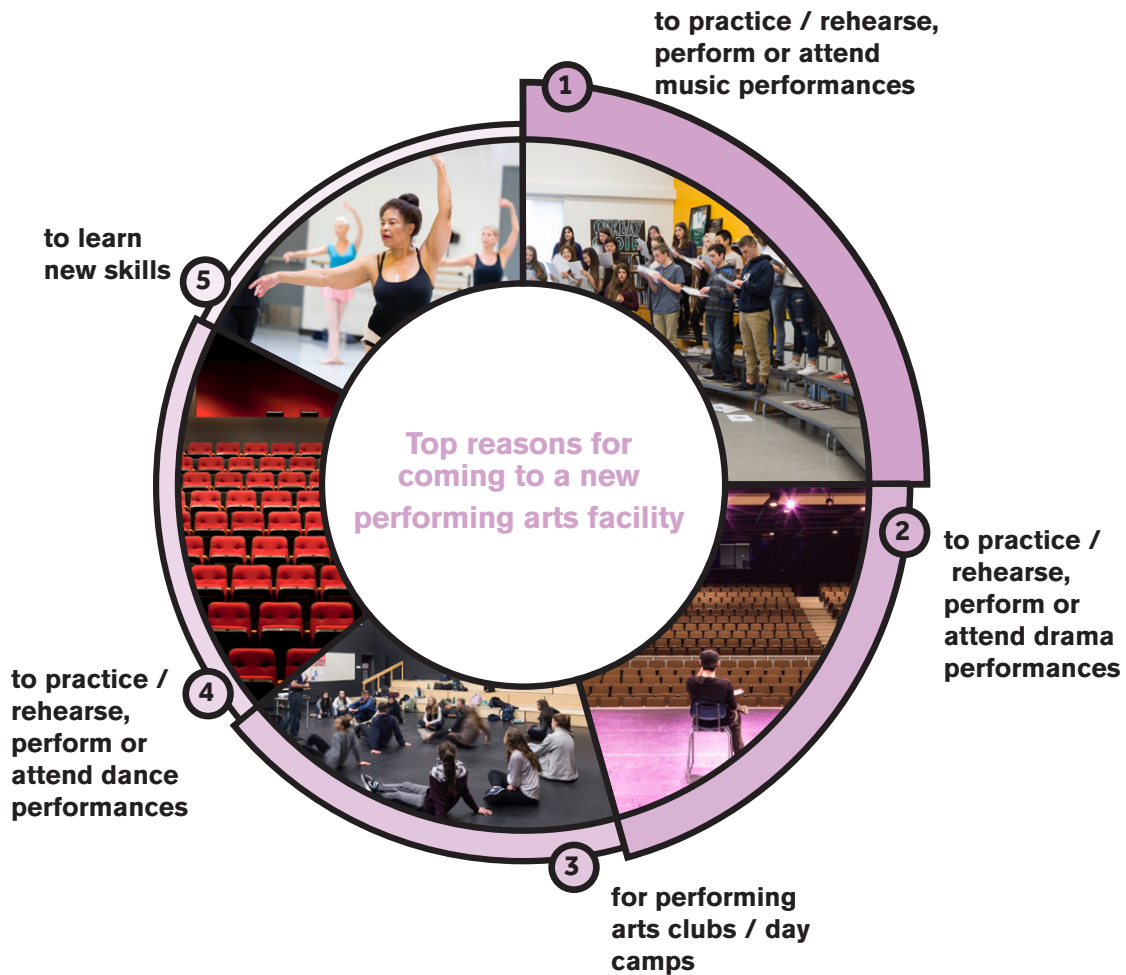 to practice / rehearse,
perform or attend
music performances
1
to learn
new skills
5
Top reasons for
coming to a new
performing arts facility
2
to practice /
rehearse,
perform or
attend drama
performances
to practice /
rehearse,
perform or
attend dance
performances
4
3
for performing
arts clubs / day
camps